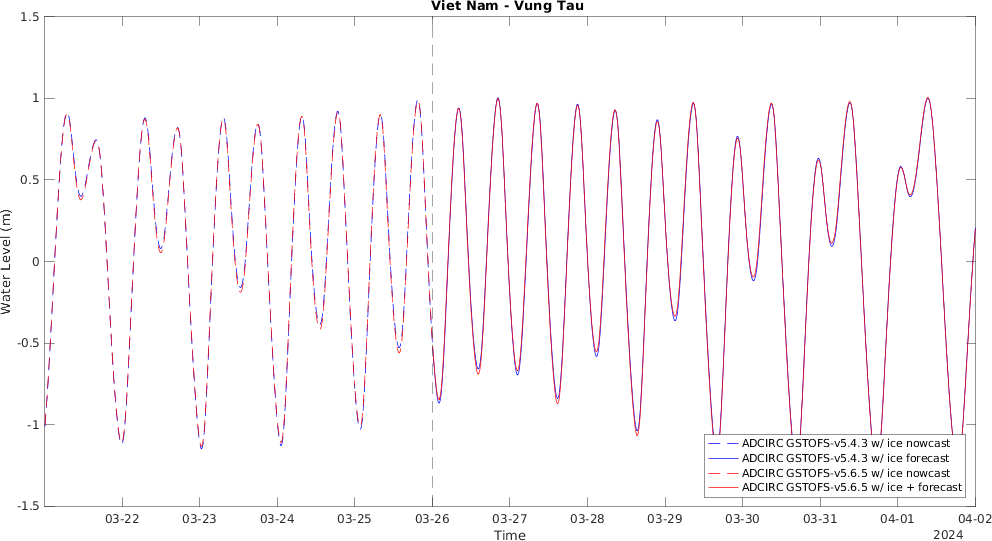 Viet Nam - Vung Tau
1.5
1
0.5
0
-0.5
-1
-1.5
Water Level (m)
ADCIRC GSTOFS-v5.4.3 w/ ice nowcast
ADCIRC GSTOFS-v5.4.3 w/ ice forecast
ADCIRC GSTOFS-v5.6.5 w/ ice nowcast
ADCIRC GSTOFS-v5.6.5 w/ ice + forecast
03-22 03-23 03-24 03-25 03-26 03-27 03-28 03-29 03-30 03-31 04-01 04-02
Time
2024